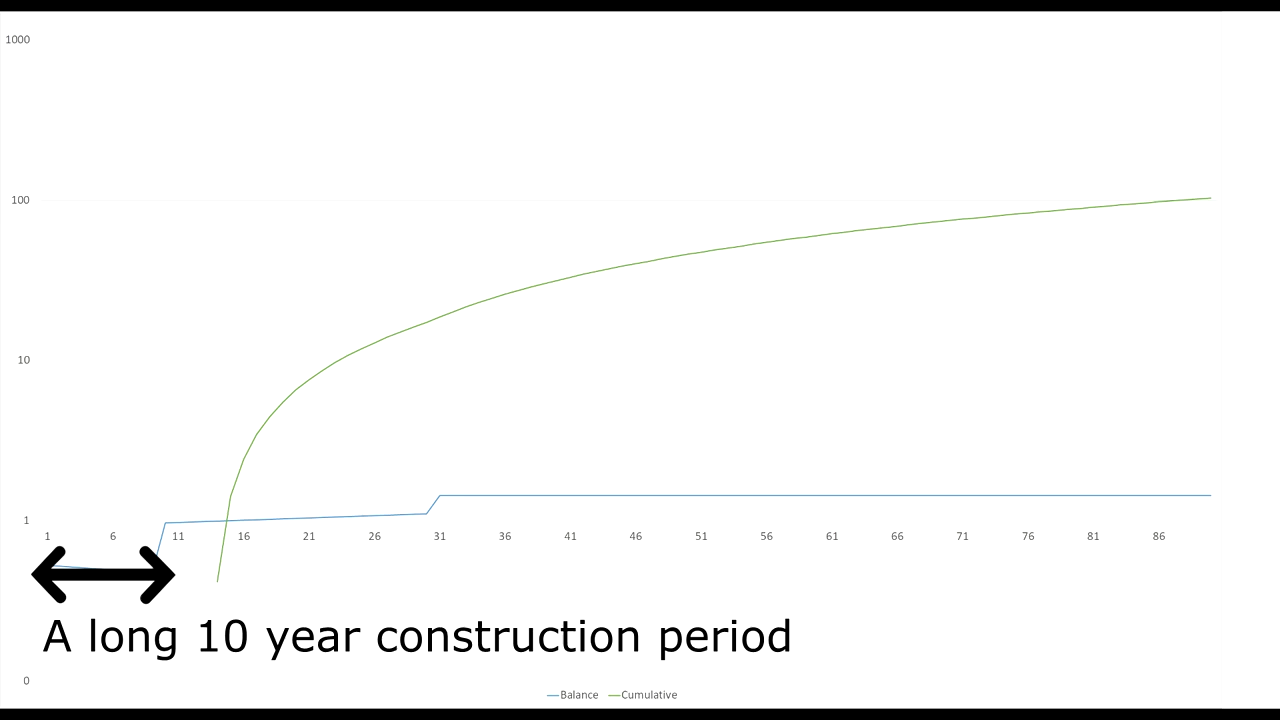 1000
100
10
1
1 6 11 16 21 26 31 36 41 46 51 56 61 66 71 76 81 86
A long 10 year construction period
0
Balance Cumulative